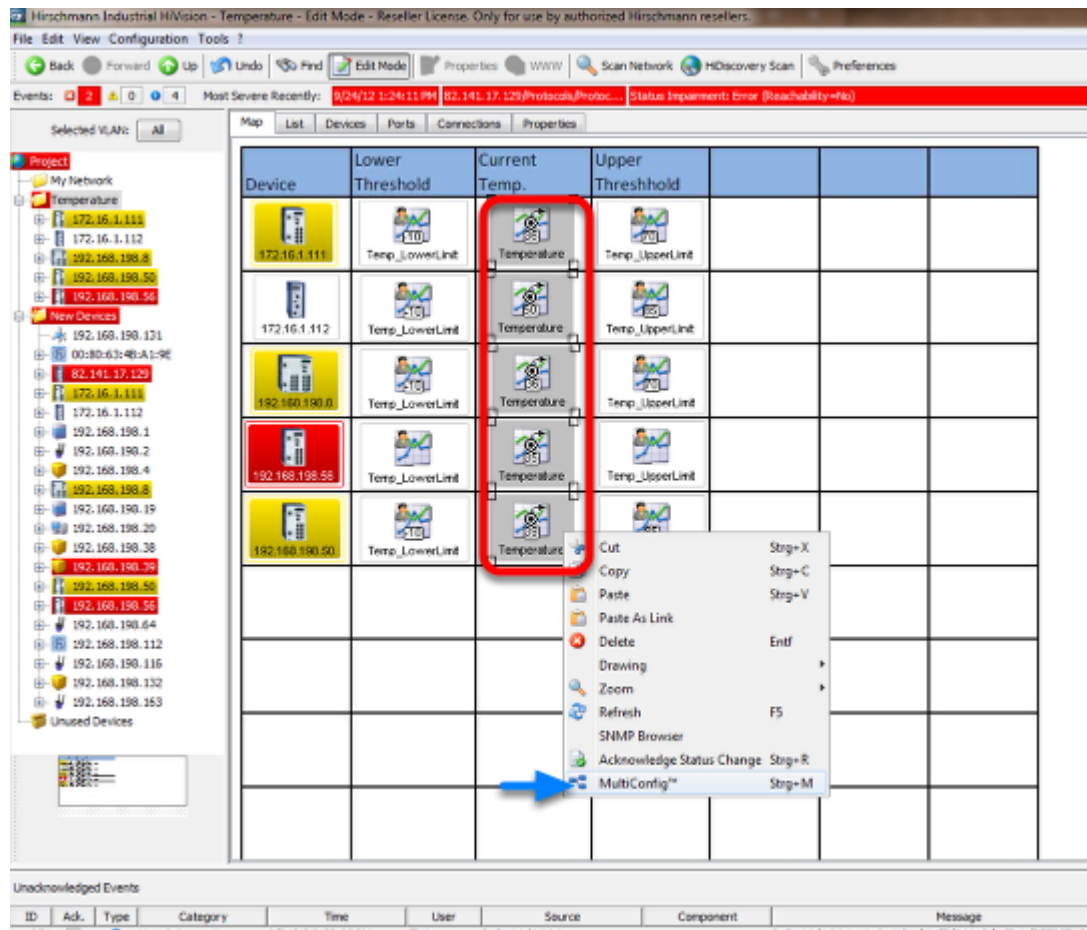 Hirschmann Industrial HiVision - Temperature - Edit Mode - Reseller License. Only for use by authorized Hirschmann resellers.
File Edit View Configuration Tools ?
Back Forward Up Undo Find Edit Mode Properties WWW Scan Network HiDiscovery Scan Preferences
Events: 2 0 4 Most Severe Recently: 9/24/12 1:24:11 PM 82.141.17.129/Protocols/Protoc... Status Impairment: Error (Reachability=No)
Selected VLAN: All
Map List Devices Ports Connections Properties
Project
My Network
Temperature
172.16.1.111
172.16.1.112
192.168.198.8
192.168.198.50
192.168.198.56
New Devices
192.168.198.131
00:80:63:4B:A1:9E
82.141.17.129
172.16.1.111
172.16.1.112
192.168.198.1
192.168.198.2
192.168.198.4
192.168.198.8
192.168.198.19
192.168.198.20
192.168.198.38
192.168.198.39
192.168.198.50
192.168.198.56
192.168.198.64
192.168.198.112
192.168.198.116
192.168.198.132
192.168.198.163
Unused Devices
Device Lower Threshold Current Temp. Upper Threshhold
172.16.1.111 Temp_LowerLimit Temperature Temp_UpperLimit
172.16.1.112 Temp_LowerLimit Temperature Temp_UpperLimit
Temp_LowerLimit Temperature Temp_UpperLimit
Temp_LowerLimit Temperature Temp_UpperLimit
Temp_LowerLimit Temperature
Cut Strg+X
Copy Strg+C
Paste Strg+V
Paste As Link
Delete Entf
Drawing
Zoom
Refresh F5
SNMP Browser
Acknowledge Status Change Strg+R
MultiConfig™ Strg+M
Unacknowledged Events
ID Ack. Type Category Time User Source Component Message